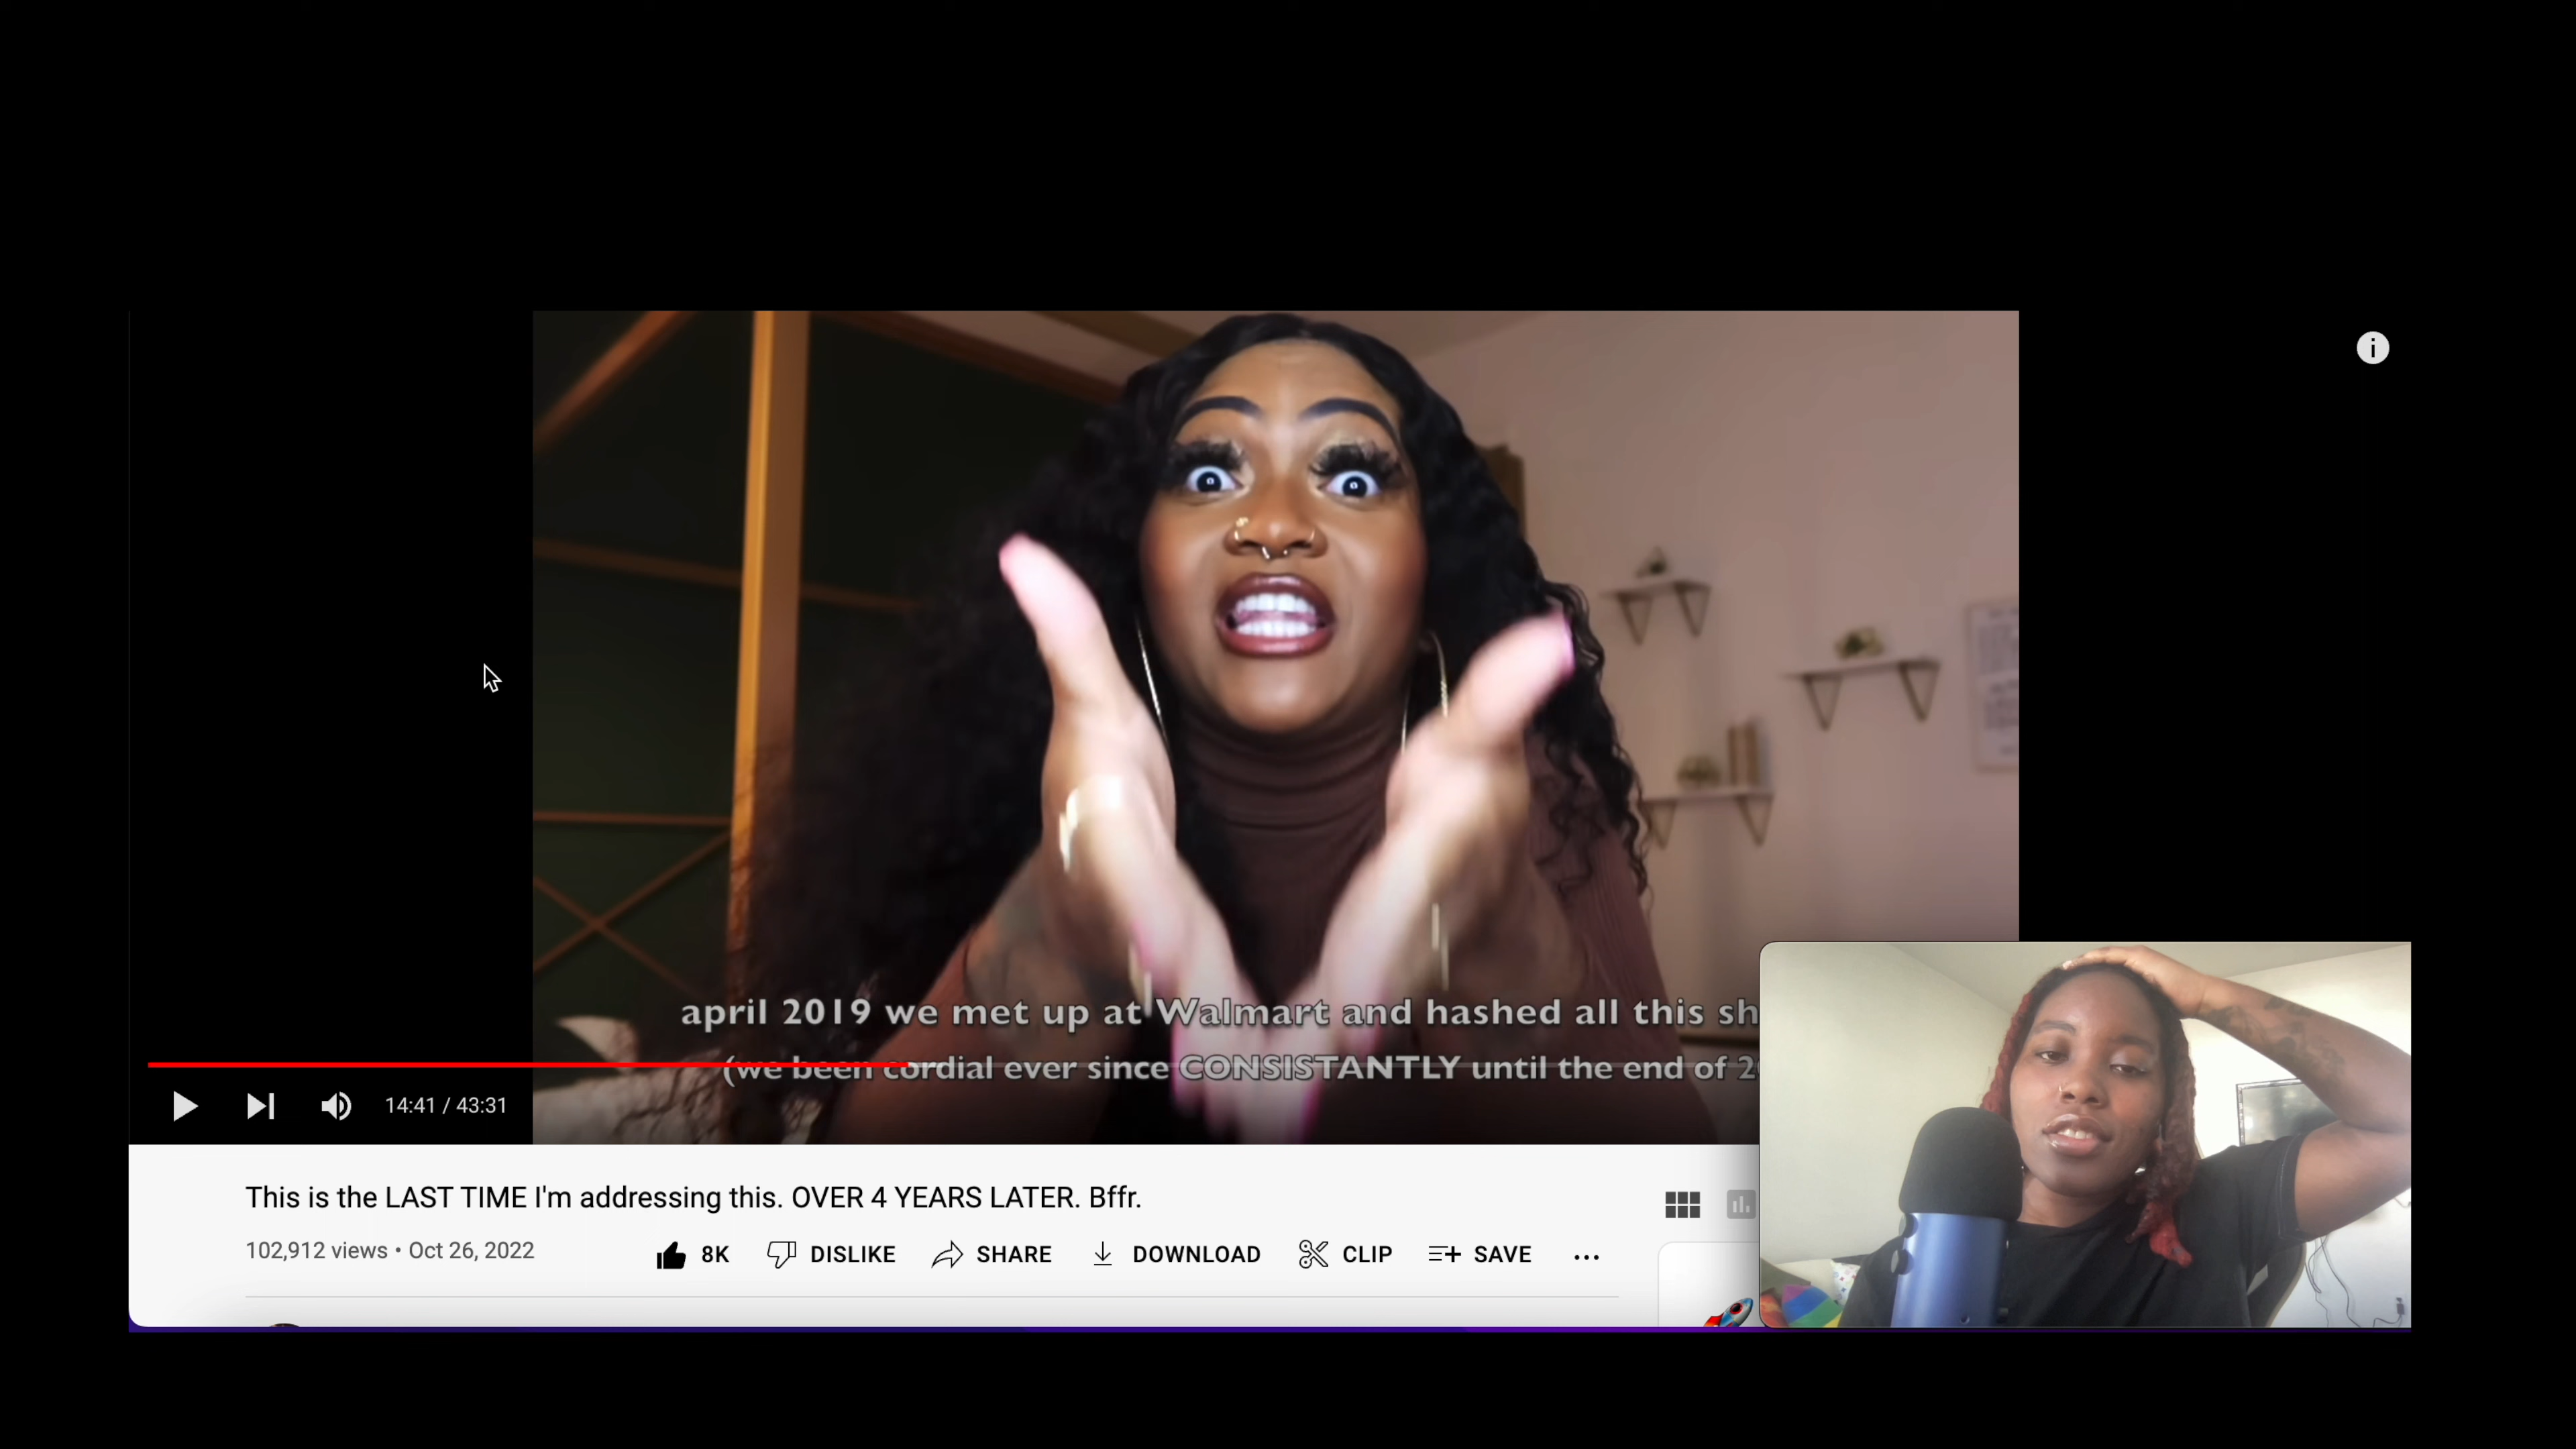 april 2019 we met up at Walmart and hashed all this sh
(we been cordial ever since CONSISTANTLY until the end of 2
14:41 / 43:31
This is the LAST TIME I'm addressing this. OVER 4 YEARS LATER. Bffr.
102,912 views • Oct 26, 2022
8K DISLIKE SHARE DOWNLOAD CLIP SAVE ...